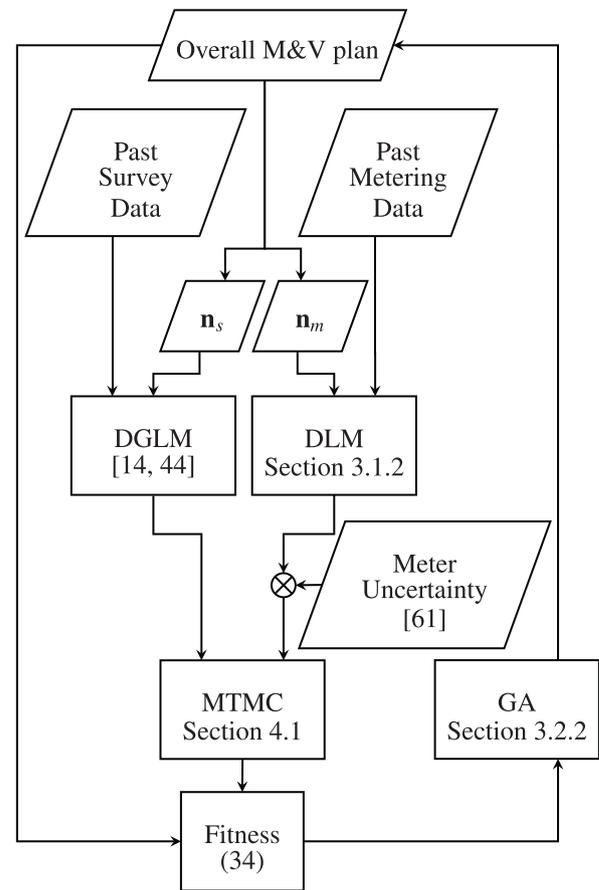 Overall M&V plan
Past
Survey
Data
Past
Metering
Data
n_s
n_m
DGLM
[14, 44]
DLM
Section 3.1.2
Meter
Uncertainty
[61]
MTMC
Section 4.1
GA
Section 3.2.2
Fitness
(34)